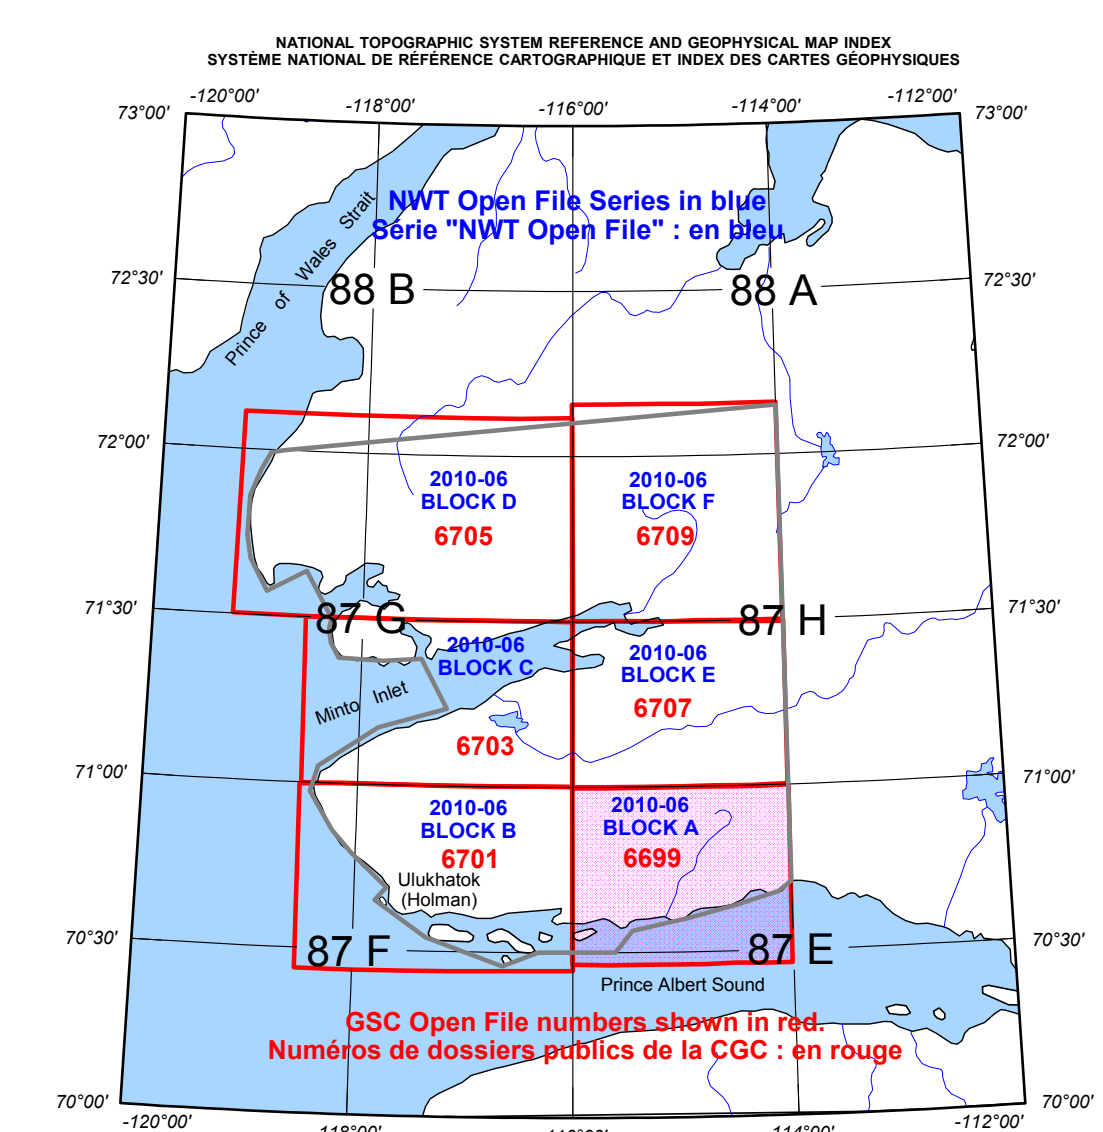 NATIONAL TOPOGRAPHIC SYSTEM REFERENCE AND GEOPHYSICAL MAP INDEX
SYSTÈME NATIONAL DE RÉFÉRENCE CARTOGRAPHIQUE ET INDEX DES CARTES GÉOPHYSIQUES
-120°00' -118°00' -116°00' -114°00' -112°00'
73°00' 73°00'
NWT Open File Series in blue
Série "NWT Open File" : en bleu
Prince of Wales Strait
72°30' 88 B 88 A 72°30'
72°00' 72°00'
2010-06
BLOCK D
6705
2010-06
BLOCK F
6709
71°30' 87 G 87 H 71°30'
2010-06
BLOCK C
6703
2010-06
BLOCK E
6707
Minto Inlet
71°00' 71°00'
2010-06
BLOCK B
6701
2010-06
BLOCK A
6699
Ulukhatok
(Holman)
70°30' 87 F 87 E 70°30'
Prince Albert Sound
GSC Open File numbers shown in red.
Numéros de dossiers publics de la CGC : en rouge
70°00' 70°00'
-120°00' -118°00' -116°00' -114°00' -112°00'